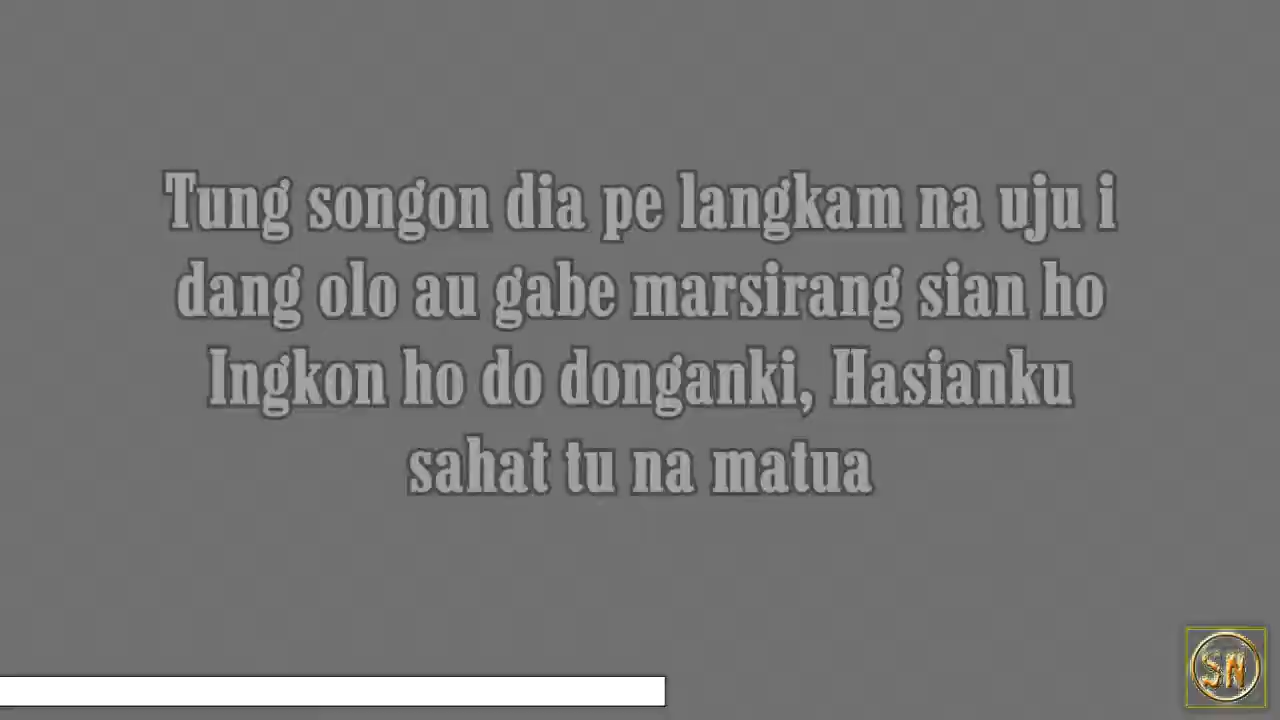 Tung songon dia pe langkam na uju i
dang olo au gabe marsirang sian ho
Ingkon ho do donganki, Hasianku
sahat tu na matua
SN